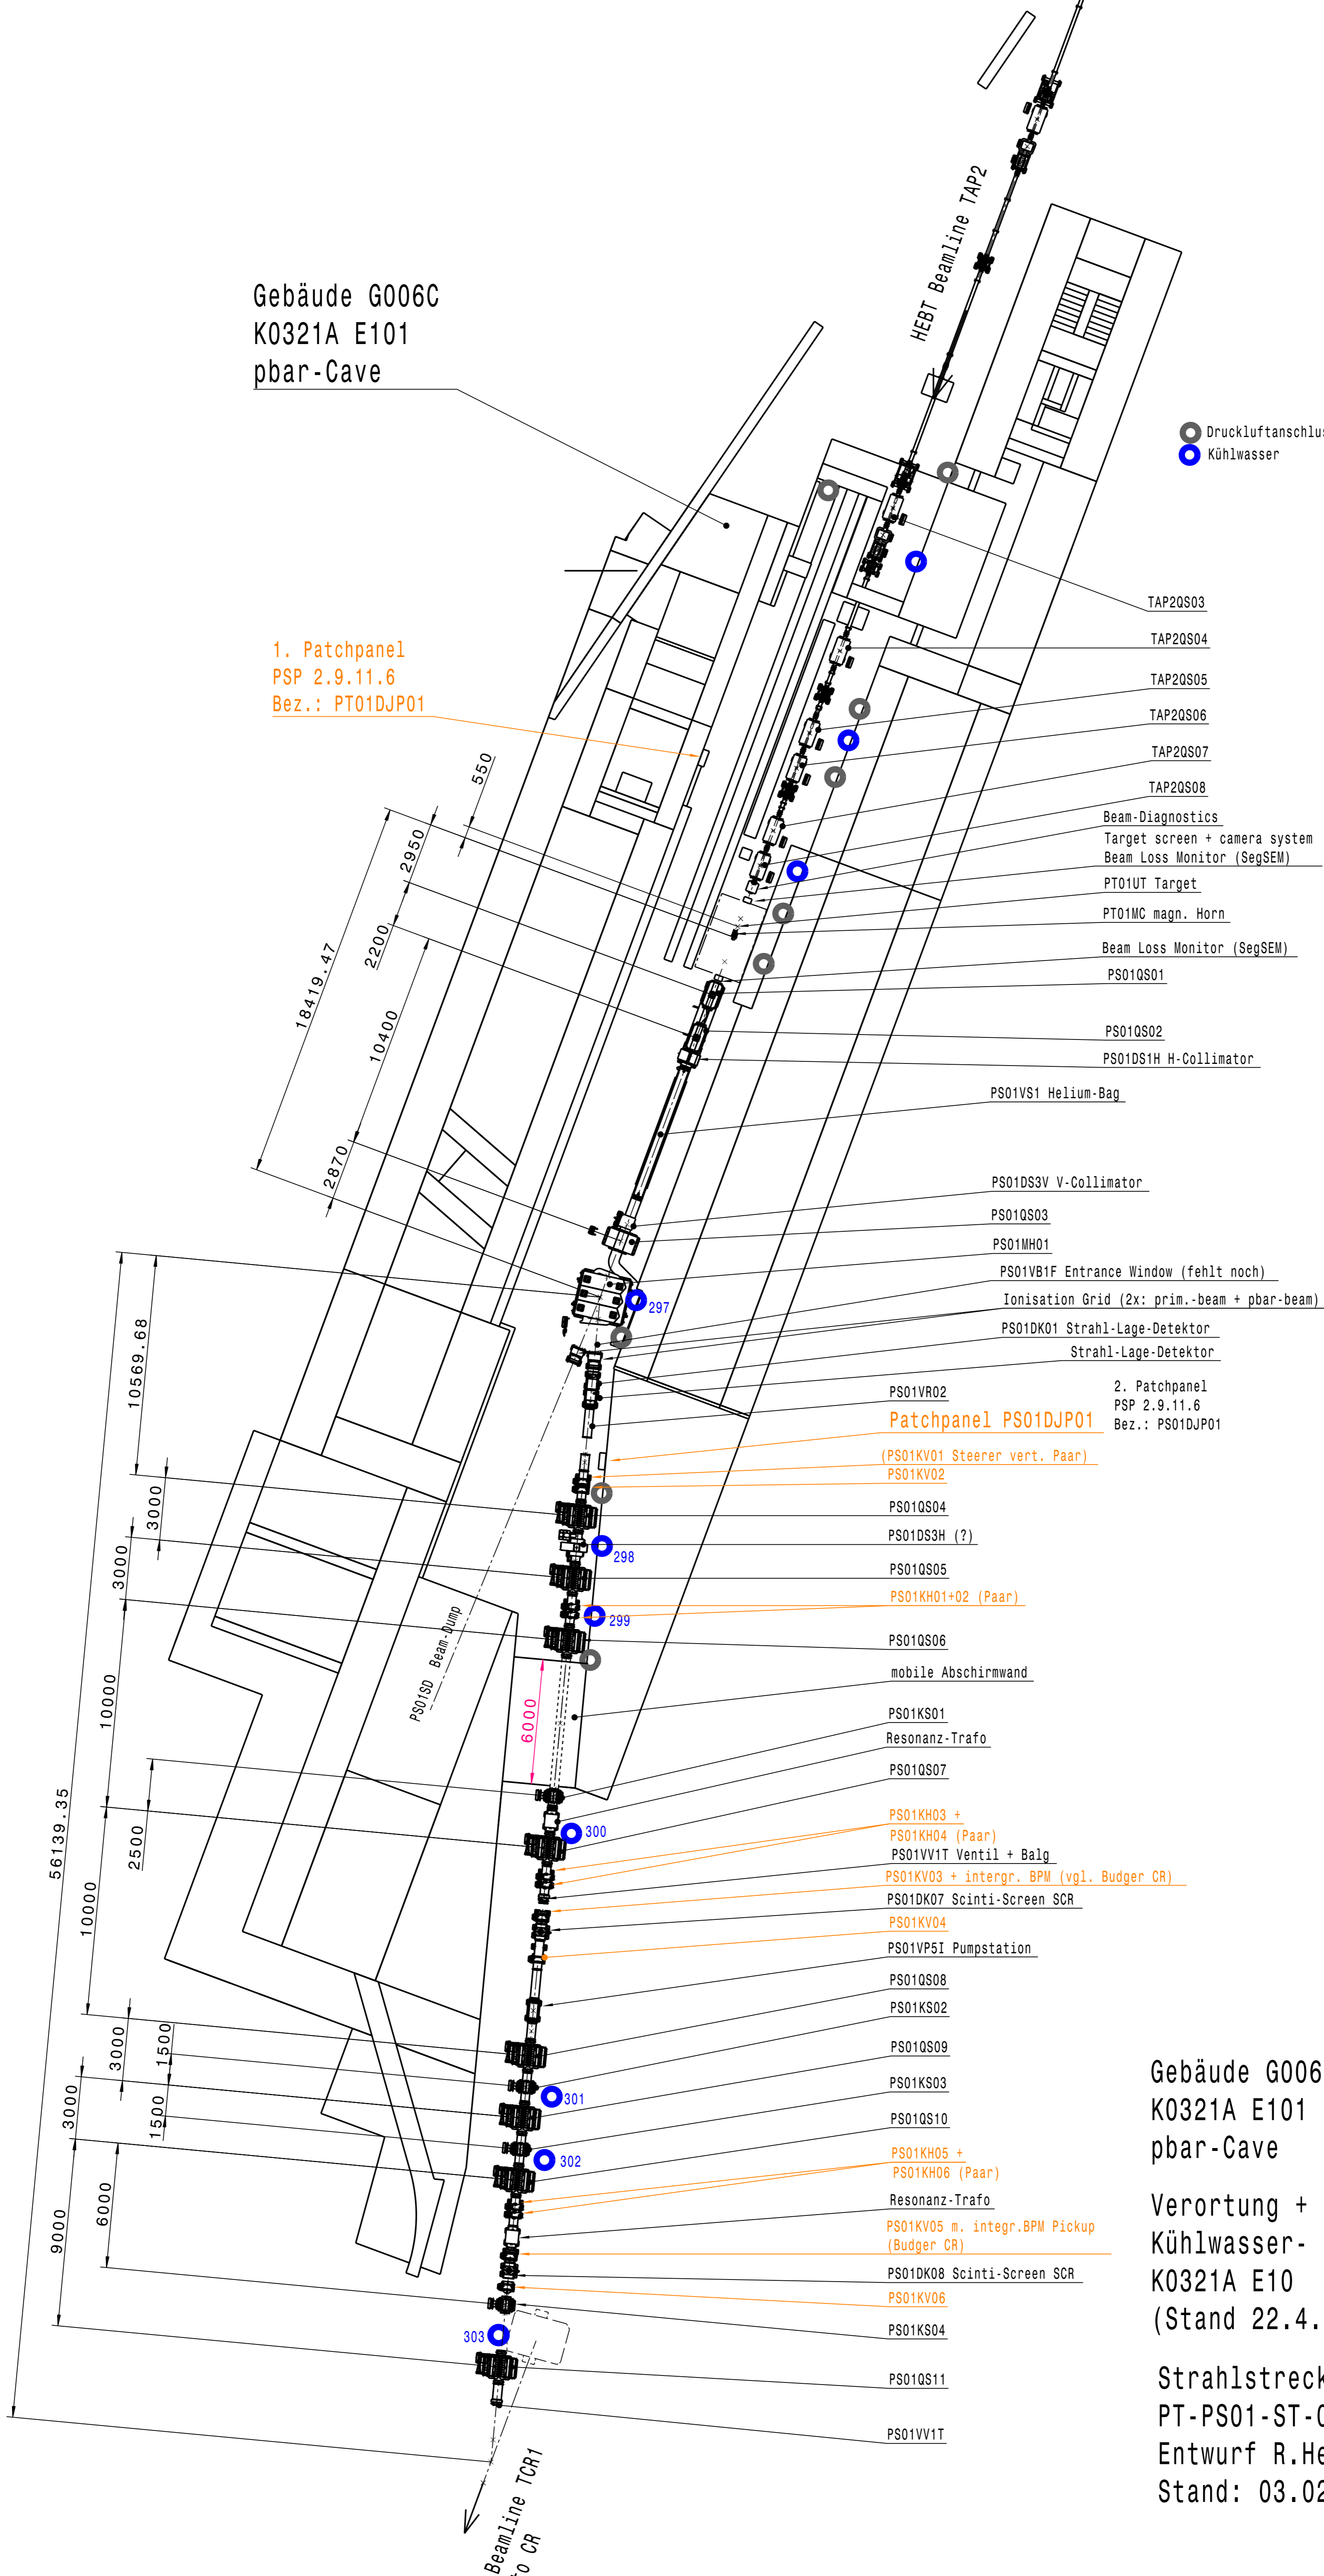 HEBT Beamline TAP2
Gebäude G006C
K0321A E101
pbar-Cave
Druckluftanschlus
Kühlwasser
1. Patchpanel
PSP 2.9.11.6
Bez.: PT01DJP01
TAP2QS03
TAP2QS04
TAP2QS05
TAP2QS06
TAP2QS07
TAP2QS08
Beam-Diagnostics
Target screen + camera system
Beam Loss Monitor (SegSEM)
PT01UT Target
PT01MC magn. Horn
Beam Loss Monitor (SegSEM)
PS01QS01
PS01QS02
PS01DS1H H-Collimator
PS01VS1 Helium-Bag
PS01DS3V V-Collimator
PS01QS03
PS01MH01
PS01VB1F Entrance Window (fehlt noch)
Ionisation Grid (2x: prim.-beam + pbar-beam)
PS01DK01 Strahl-Lage-Detektor
Strahl-Lage-Detektor
2. Patchpanel
PSP 2.9.11.6
Bez.: PS01DJP01
PS01VR02
Patchpanel PS01DJP01
(PS01KV01 Steerer vert. Paar)
PS01KV02
PS01QS04
PS01DS3H (?)
PS01QS05
PS01KH01+02 (Paar)
PS01QS06
mobile Abschirmwand
PS01KS01
Resonanz-Trafo
PS01QS07
PS01KH03 +
PS01KH04 (Paar)
PS01VV1T Ventil + Balg
PS01KV03 + intergr. BPM (vgl. Budger CR)
PS01DK07 Scinti-Screen SCR
PS01KV04
PS01VP5I Pumpstation
PS01QS08
PS01KS02
PS01QS09
PS01KS03
PS01QS10
PS01KH05 +
PS01KH06 (Paar)
Resonanz-Trafo
PS01KV05 m. integr.BPM Pickup
(Budger CR)
PS01DK08 Scinti-Screen SCR
PS01KV06
PS01KS04
PS01QS11
PS01VV1T
550
2950
2200
18419.47
10400
2870
10569.68
3000
3000
10000
2500
56139.35
10000
3000
1500
3000
1500
6000
9000
6000
PS01SD Beam-Dump
297
298
299
300
301
302
303
Beamline TCR1
to CR
Gebäude G006
K0321A E101
pbar-Cave
Verortung +
Kühlwasser-
K0321A E10
(Stand 22.4.
Strahlstreck
PT-PS01-ST-
Entwurf R.He
Stand: 03.02